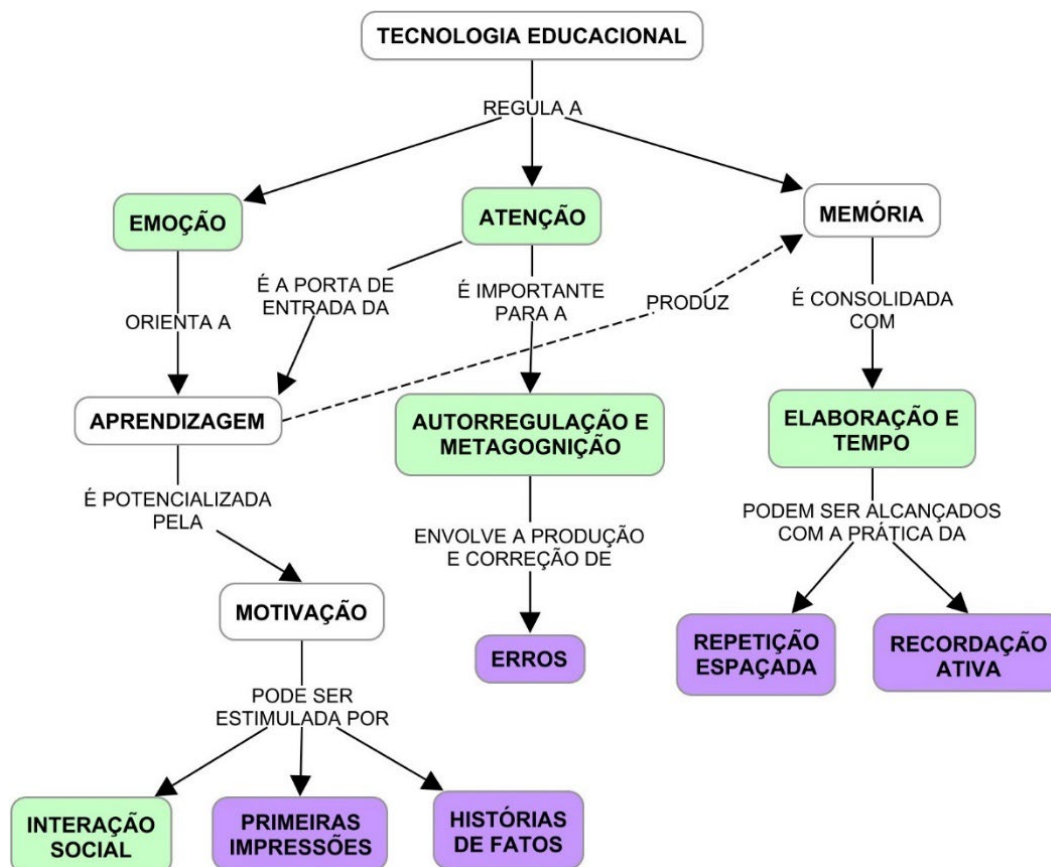 TECNOLOGIA EDUCACIONAL
REGULA A
EMOÇÃO
ATENÇÃO
MEMÓRIA
ORIENTA A
É A PORTA DE
ENTRADA DA
É IMPORTANTE
PARA A
PRODUZ
É CONSOLIDADA
COM
APRENDIZAGEM
AUTORREGULAÇÃO E
METAGOGNIÇÃO
ELABORAÇÃO E
TEMPO
É POTENCIALIZADA
PELA
ENVOLVE A PRODUÇÃO
E CORREÇÃO DE
PODEM SER ALCANÇADOS
COM A PRÁTICA DA
MOTIVAÇÃO
ERROS
REPETIÇÃO
ESPAÇADA
RECORDAÇÃO
ATIVA
PODE SER
ESTIMULADA POR
INTERAÇÃO
SOCIAL
PRIMEIRAS
IMPRESSÕES
HISTÓRIAS
DE FATOS